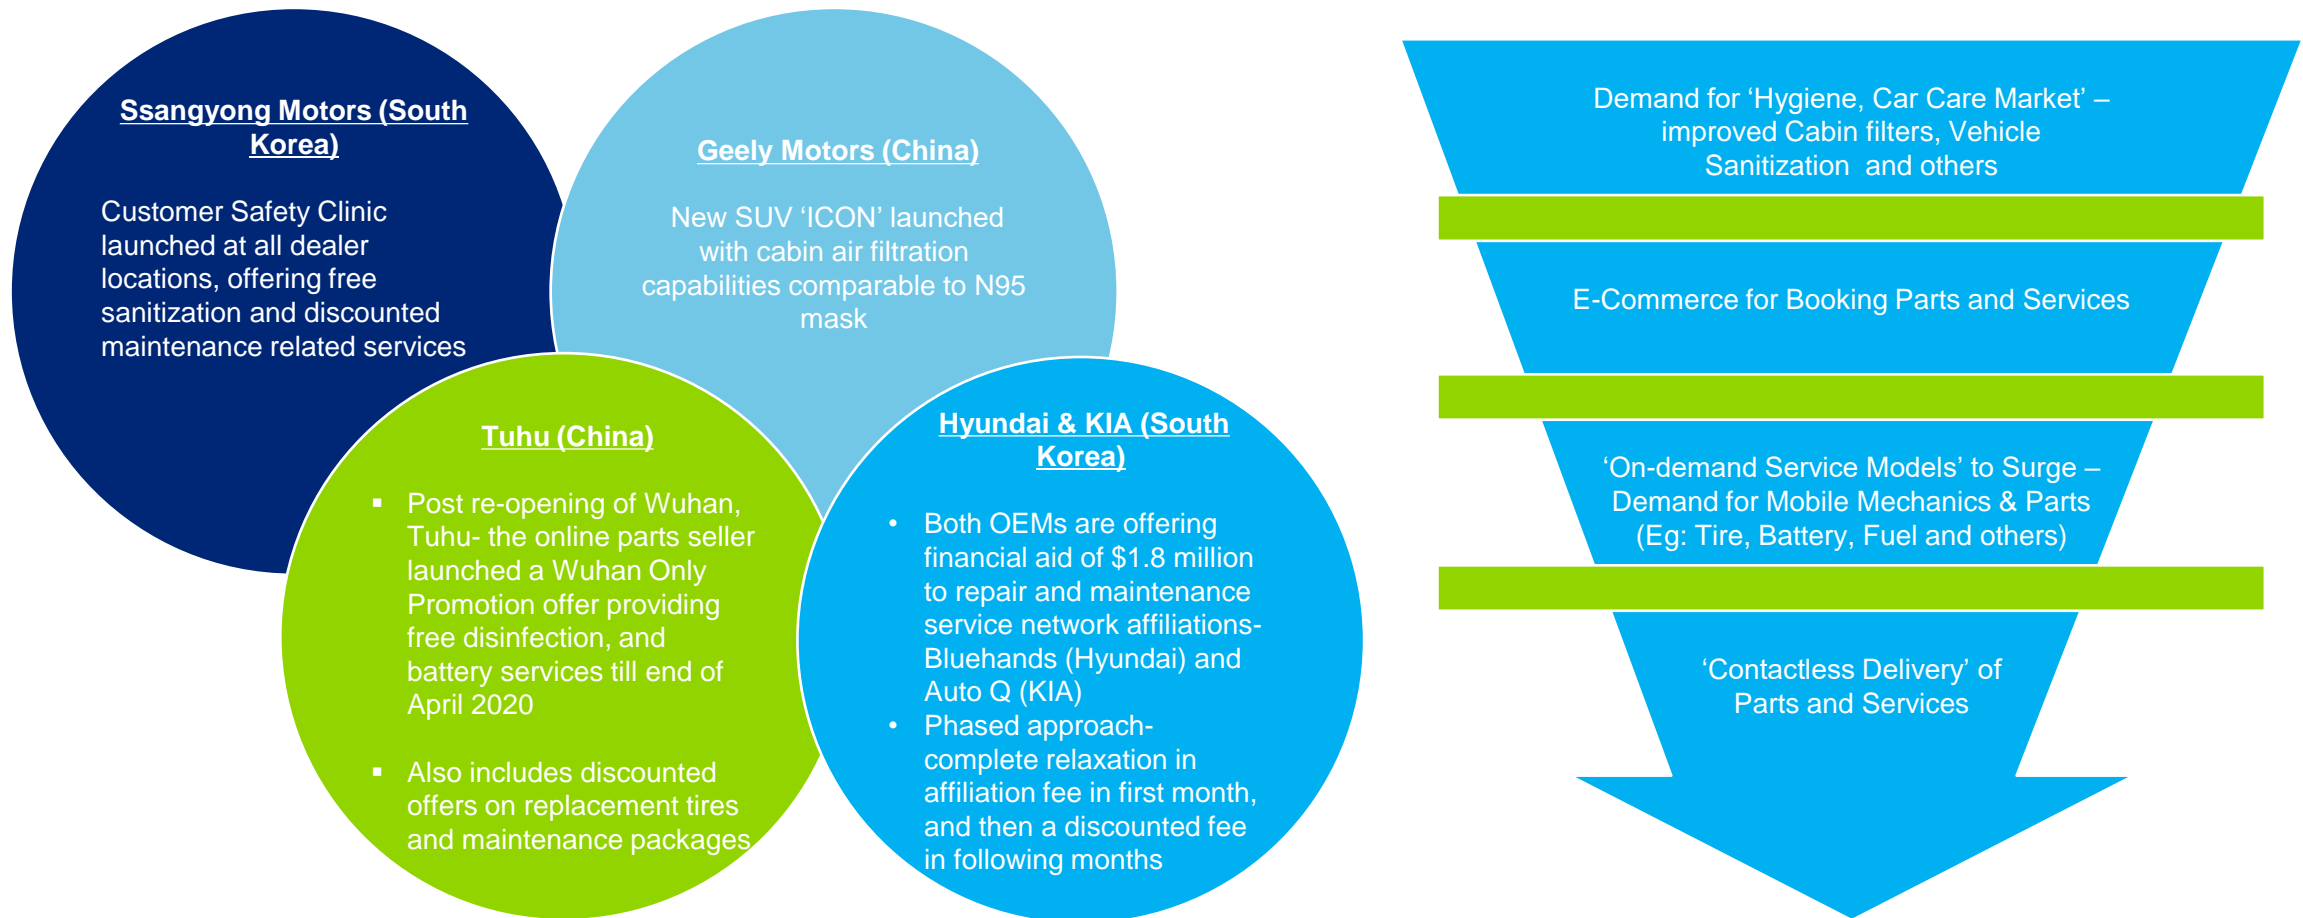 Ssangyong Motors (South
Korea)
Customer Safety Clinic
launched at all dealer
locations, offering free
sanitization and discounted
maintenance related services
Geely Motors (China)
New SUV ‘ICON’ launched
with cabin air filtration
capabilities comparable to N95
mask
Tuhu (China)
▪ Post re-opening of Wuhan,
Tuhu- the online parts seller
launched a Wuhan Only
Promotion offer providing
free disinfection, and
battery services till end of
April 2020
▪ Also includes discounted
offers on replacement tires
and maintenance packages
Hyundai & KIA (South
Korea)
• Both OEMs are offering
financial aid of $1.8 million
to repair and maintenance
service network affiliations-
Bluehands (Hyundai) and
Auto Q (KIA)
• Phased approach-
complete relaxation in
affiliation fee in first month,
and then a discounted fee
in following months
Demand for ‘Hygiene, Car Care Market’ –
improved Cabin filters, Vehicle
Sanitization and others
E-Commerce for Booking Parts and Services
‘On-demand Service Models’ to Surge –
Demand for Mobile Mechanics & Parts
(Eg: Tire, Battery, Fuel and others)
‘Contactless Delivery’ of
Parts and Services